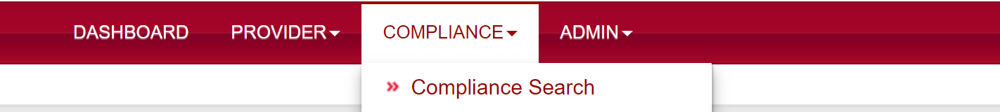 DASHBOARD PROVIDER COMPLIANCE ADMIN
Compliance Search